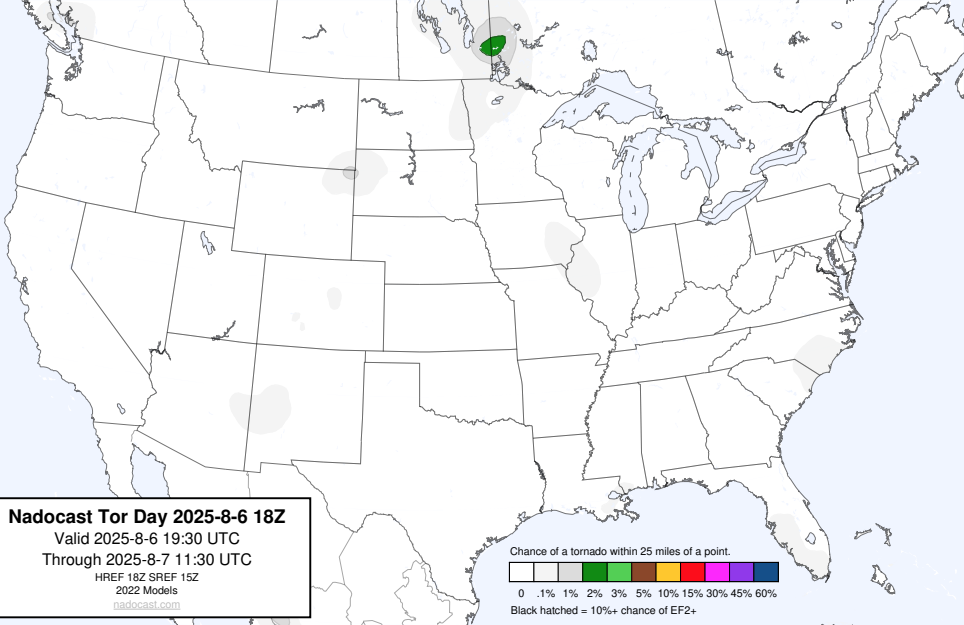 Nadocast Tor Day 2025-8-6 18Z
Valid 2025-8-6 19:30 UTC
Through 2025-8-7 11:30 UTC
HREF 18Z SREF 15Z
2022 Models
nadocast.com
Chance of a tornado within 25 miles of a point.
0 .1% 1% 2% 3% 5% 10% 15% 30% 45% 60%
Black hatched = 10%+ chance of EF2+